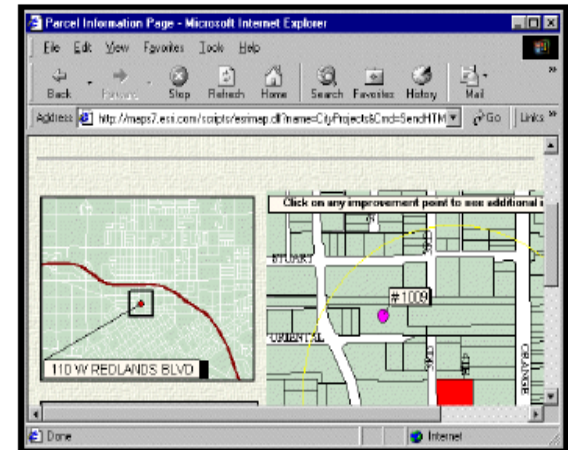 Parcel Information Page - Microsoft Internet Explorer
File Edit View Favorites Tools Help
Back Forward Stop Refresh Home Search Favorites History Mail
Address http://maps7.esri.com/scripts/esrimap.dll?name=CityProjects&Cmd=SendHTM Go Links
Click on any improvement point to see additional
STUART
#1009
ORIENTAL
110 W REDLANDS BLVD
4TH
ORANGE
Done Internet